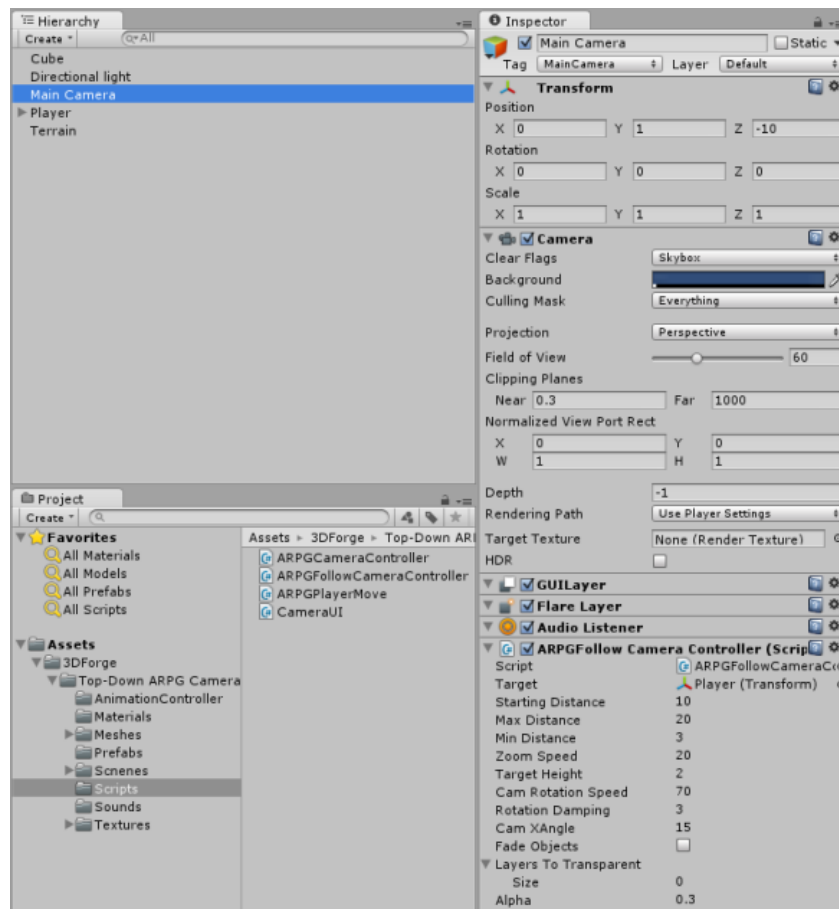 Hierarchy
Create
All
Cube
Directional light
Main Camera
Player
Terrain
Project
Create
Favorites
All Materials
All Models
All Prefabs
All Scripts
Assets
3DForge
Top-Down ARPG Camera
AnimationController
Materials
Meshes
Prefabs
Scnenes
Scripts
Sounds
Textures
Assets 3DForge Top-Down ARI
ARPGCameraController
ARPGFollowCameraController
ARPGPlayerMove
CameraUI
Inspector
Main Camera Static
Tag MainCamera Layer Default
Transform
Position
X 0 Y 1 Z -10
Rotation
X 0 Y 0 Z 0
Scale
X 1 Y 1 Z 1
Camera
Clear Flags Skybox
Background
Culling Mask Everything
Projection Perspective
Field of View 60
Clipping Planes
Near 0.3 Far 1000
Normalized View Port Rect
X 0 Y 0
W 1 H 1
Depth -1
Rendering Path Use Player Settings
Target Texture None (Render Texture)
HDR
GUILayer
Flare Layer
Audio Listener
ARPGFollow Camera Controller (Scrip
Script ARPGFollowCameraCo
Target Player (Transform)
Starting Distance 10
Max Distance 20
Min Distance 3
Zoom Speed 20
Target Height 2
Cam Rotation Speed 70
Rotation Damping 3
Cam XAngle 15
Fade Objects
Layers To Transparent
Size 0
Alpha 0.3